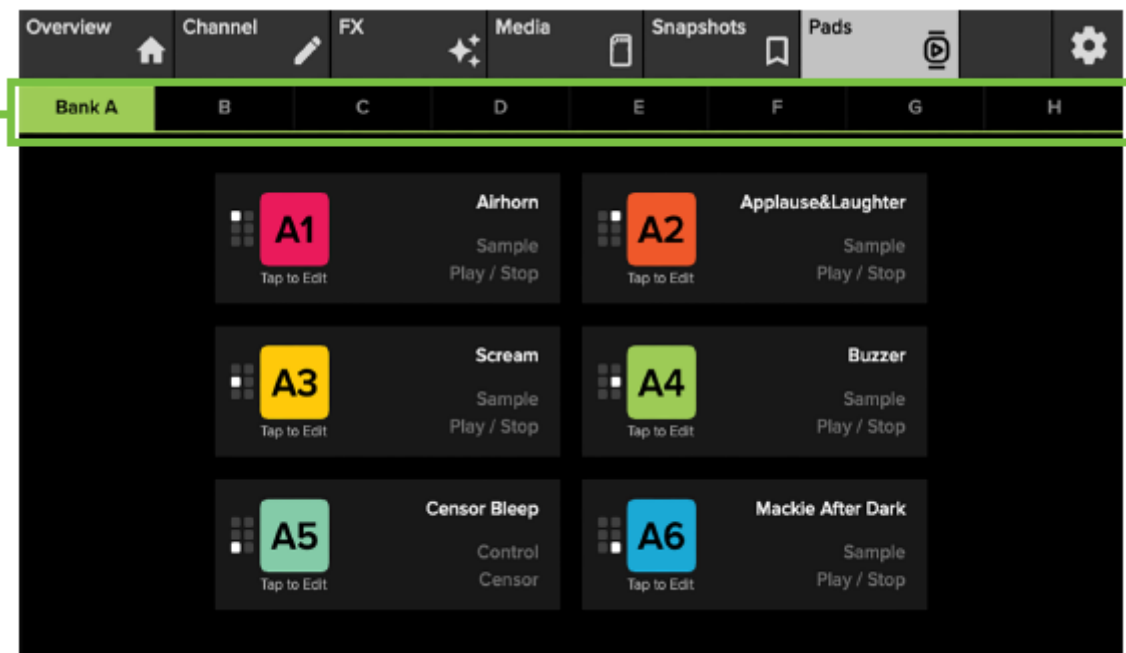 Overview Channel FX Media Snapshots Pads
Bank A B C D E F G H
A1
Tap to Edit
Airhorn
Sample
Play / Stop
A2
Tap to Edit
Applause&Laughter
Sample
Play / Stop
A3
Tap to Edit
Scream
Sample
Play / Stop
A4
Tap to Edit
Buzzer
Sample
Play / Stop
A5
Tap to Edit
Censor Bleep
Control
Censor
A6
Tap to Edit
Mackie After Dark
Sample
Play / Stop